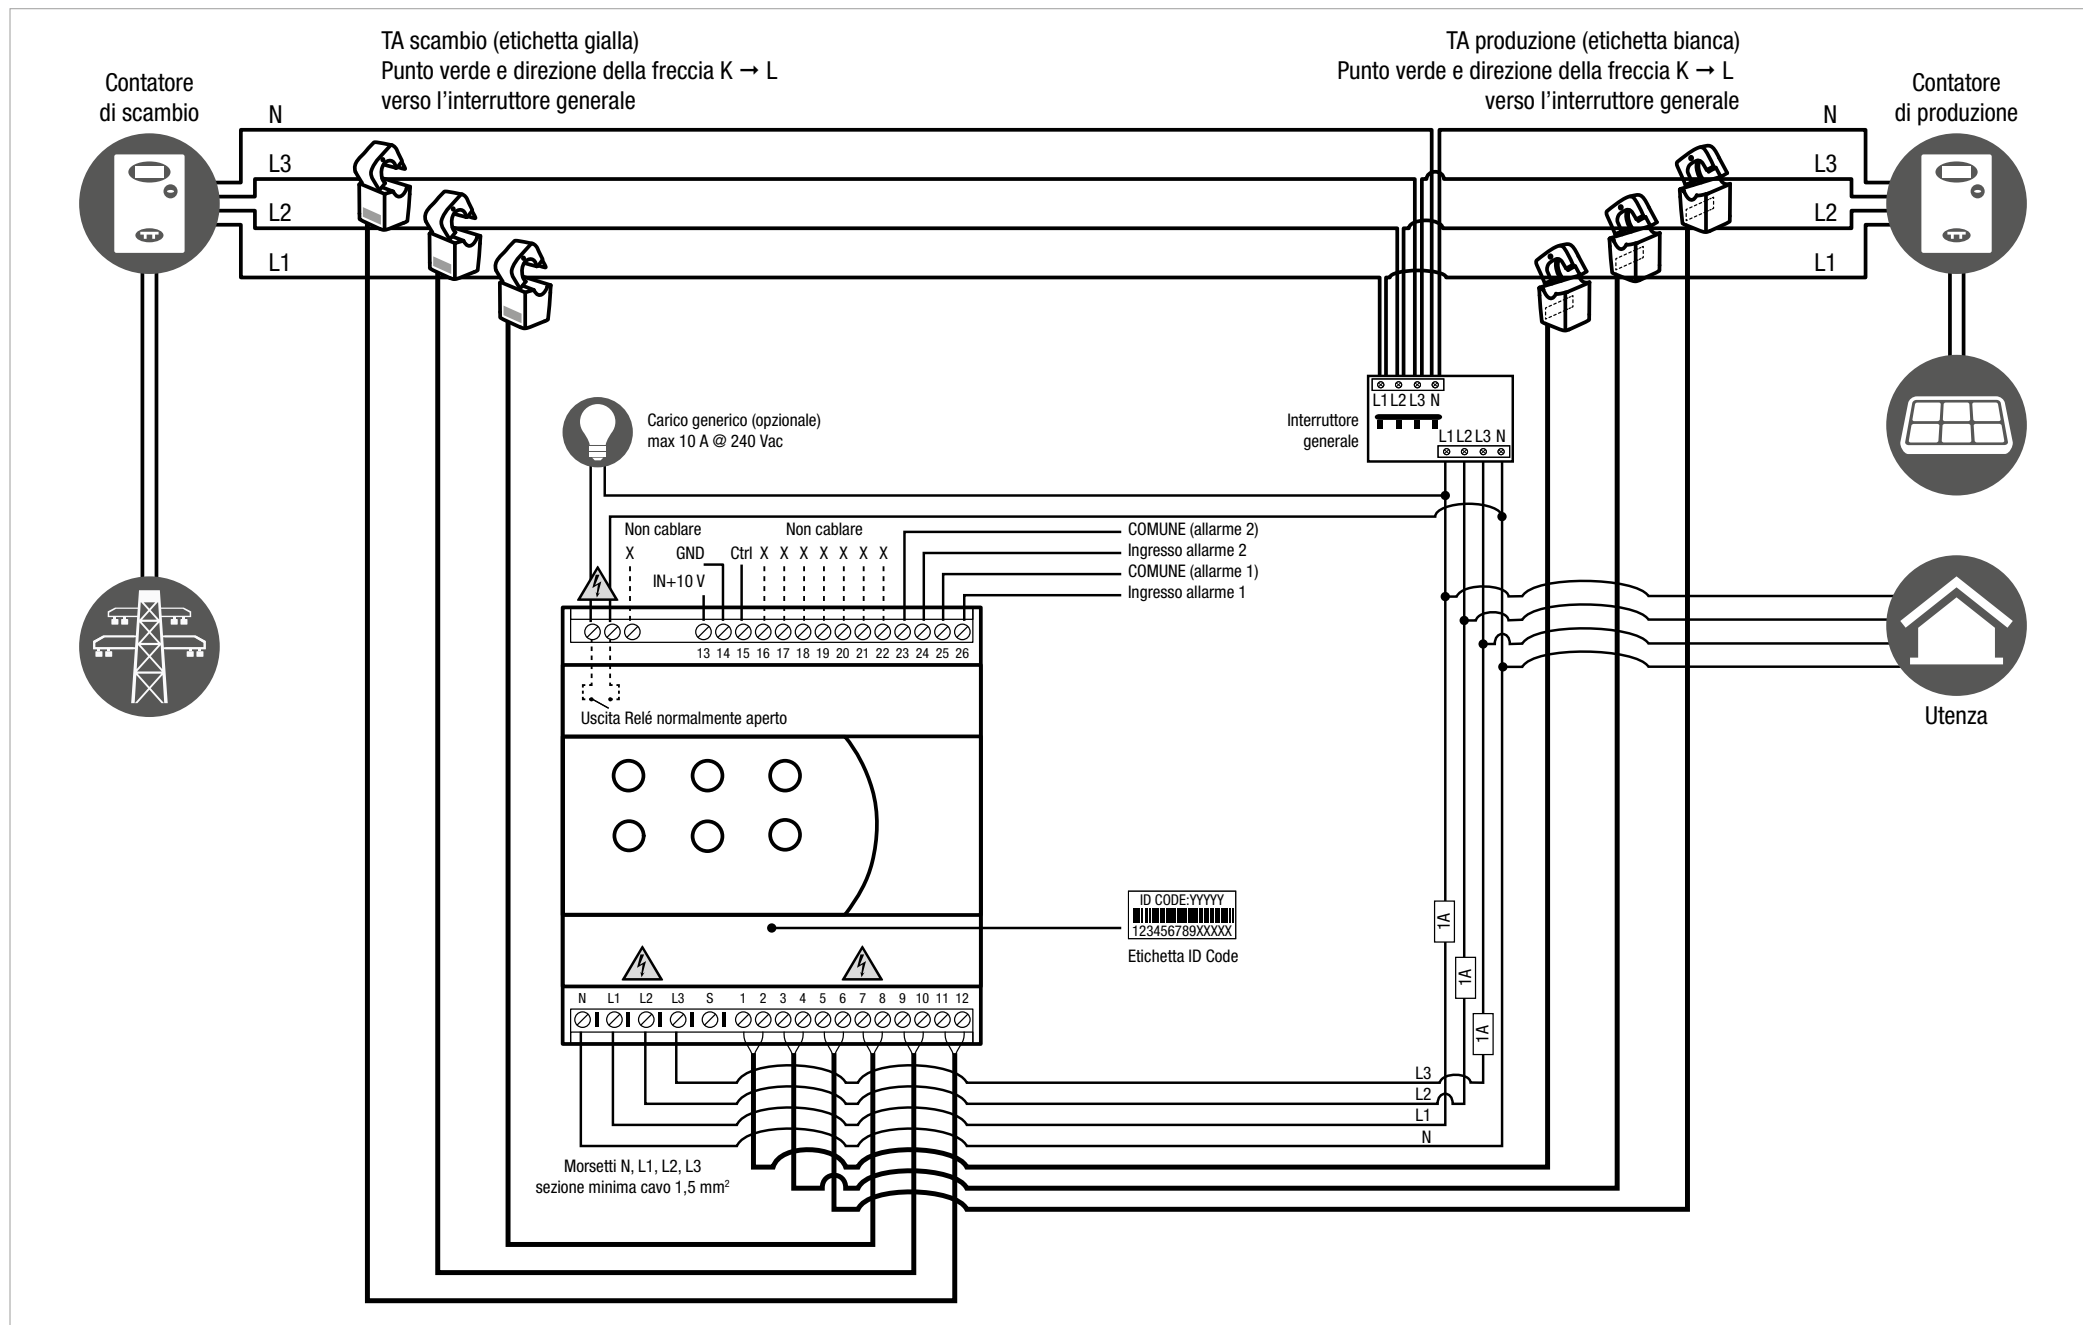 TA scambio (etichetta gialla)
Punto verde e direzione della freccia K → L
verso l'interruttore generale
TA produzione (etichetta bianca)
Punto verde e direzione della freccia K → L
verso l'interruttore generale
Contatore
di scambio
Contatore
di produzione
N
L3
L2
L1
N
L3
L2
L1
L1 L2 L3 N
Interruttore
generale
L1 L2 L3 N
Carico generico (opzionale)
max 10 A @ 240 Vac
Non cablare
Non cablare
X GND Ctrl X X X X X X X
IN+10 V
COMUNE (allarme 2)
Ingresso allarme 2
COMUNE (allarme 1)
Ingresso allarme 1
13 14 15 16 17 18 19 20 21 22 23 24 25 26
Uscita Relé normalmente aperto
Utenza
ID CODE:YYYYY
123456789XXXXX
Etichetta ID Code
1A
1A
1A
N L1 L2 L3 S 1 2 3 4 5 6 7 8 9 10 11 12
L3
L2
L1
N
Morsetti N, L1, L2, L3
sezione minima cavo 1,5 mm²